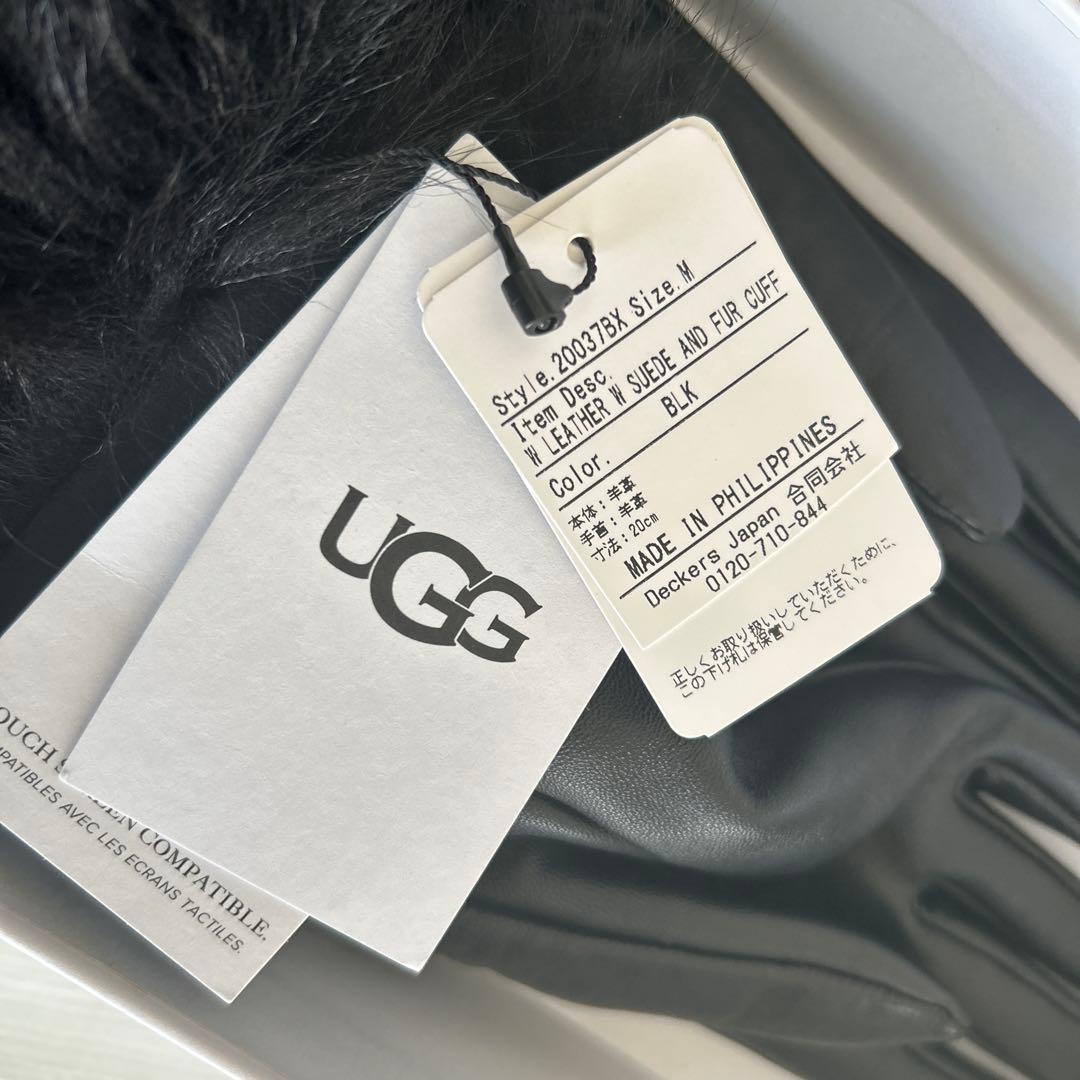 Style. 20037BX Size. M
Item Desc.
W LEATHER W SUEDE AND FUR CUFF
Color. BLK
本体：羊革
手首：羊革
寸法：20cm
MADE IN PHILIPPINES
Deckers Japan 合同会社
0120-710-844
正しくお取り扱いしていただくために、
この下げ札は保管してください。
UGG
OUCH S EEN COMPATIBLE.
MPATIBLES AVEC LES ECRANS TACTILES.